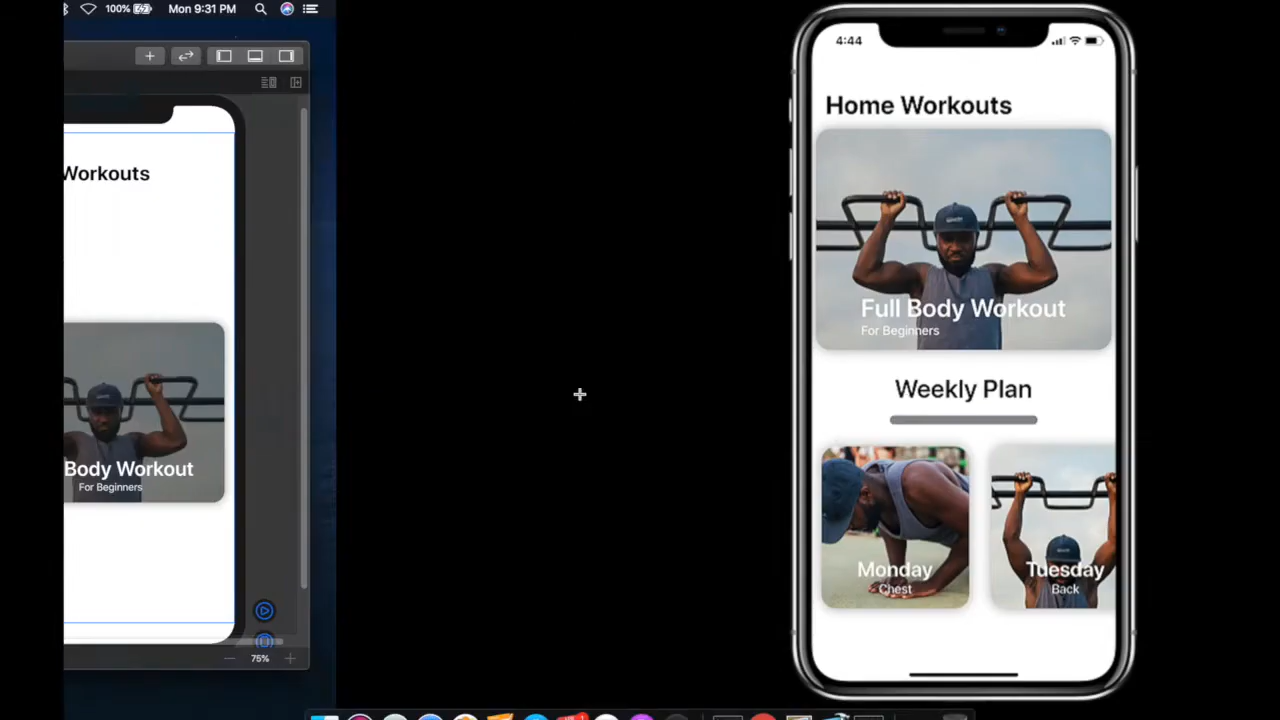 100%
Mon 9:31 PM
Workouts
Body Workout
For Beginners
75%
4:44
Home Workouts
Full Body Workout
For Beginners
Weekly Plan
Monday
Chest
Tuesday
Back